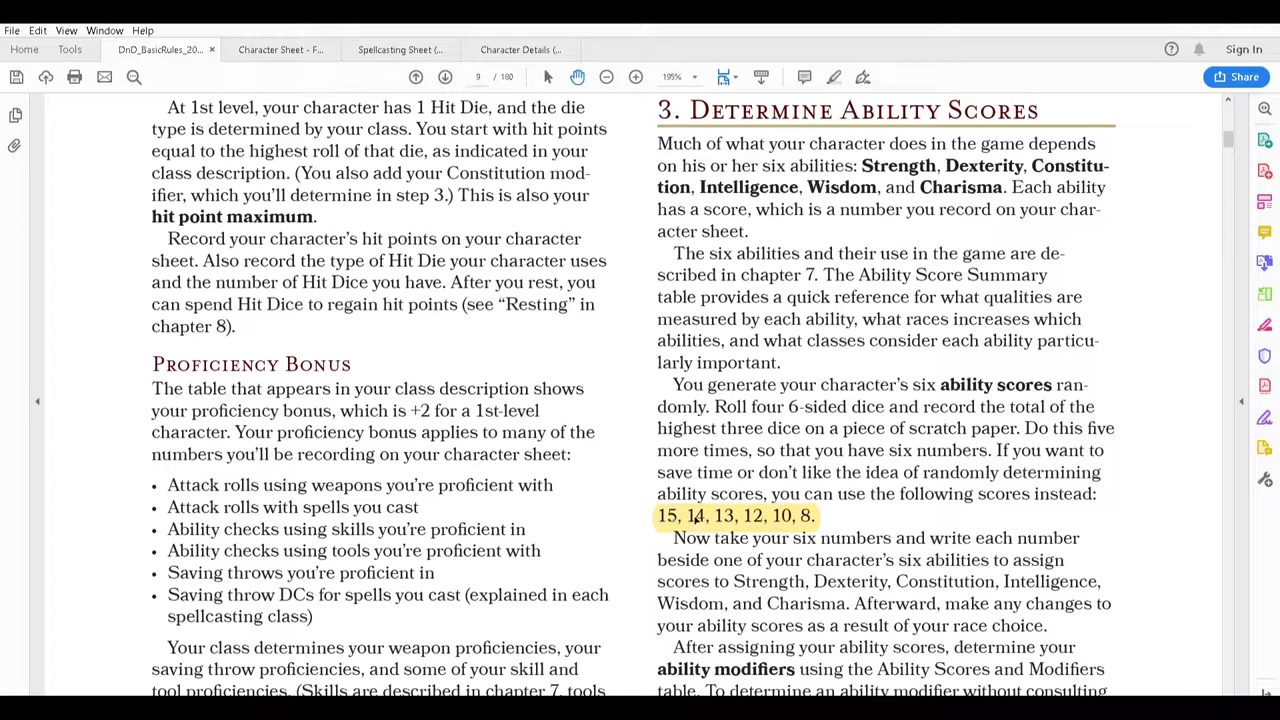 File Edit View Window Help
Home Tools DnD_BasicRules_20... × Character Sheet - F... Spellcasting Sheet (... Character Details (... Sign In
9 / 180 195% Share
At 1st level, your character has 1 Hit Die, and the die
type is determined by your class. You start with hit points
equal to the highest roll of that die, as indicated in your
class description. (You also add your Constitution mod-
ifier, which you'll determine in step 3.) This is also your
hit point maximum.
Record your character's hit points on your character
sheet. Also record the type of Hit Die your character uses
and the number of Hit Dice you have. After you rest, you
can spend Hit Dice to regain hit points (see “Resting” in
chapter 8).
Proficiency Bonus
The table that appears in your class description shows
your proficiency bonus, which is +2 for a 1st-level
character. Your proficiency bonus applies to many of the
numbers you'll be recording on your character sheet:
• Attack rolls using weapons you're proficient with
• Attack rolls with spells you cast
• Ability checks using skills you're proficient in
• Ability checks using tools you're proficient with
• Saving throws you're proficient in
• Saving throw DCs for spells you cast (explained in each
spellcasting class)
Your class determines your weapon proficiencies, your
saving throw proficiencies, and some of your skill and
tool proficiencies. (Skills are described in chapter 7, tools
3. Determine Ability Scores
Much of what your character does in the game depends
on his or her six abilities: Strength, Dexterity, Constitu-
tion, Intelligence, Wisdom, and Charisma. Each ability
has a score, which is a number you record on your char-
acter sheet.
The six abilities and their use in the game are de-
scribed in chapter 7. The Ability Score Summary
table provides a quick reference for what qualities are
measured by each ability, what races increases which
abilities, and what classes consider each ability particu-
larly important.
You generate your character's six ability scores ran-
domly. Roll four 6-sided dice and record the total of the
highest three dice on a piece of scratch paper. Do this five
more times, so that you have six numbers. If you want to
save time or don't like the idea of randomly determining
ability scores, you can use the following scores instead:
15, 14, 13, 12, 10, 8.
Now take your six numbers and write each number
beside one of your character's six abilities to assign
scores to Strength, Dexterity, Constitution, Intelligence,
Wisdom, and Charisma. Afterward, make any changes to
your ability scores as a result of your race choice.
After assigning your ability scores, determine your
ability modifiers using the Ability Scores and Modifiers
table. To determine an ability modifier without consulting